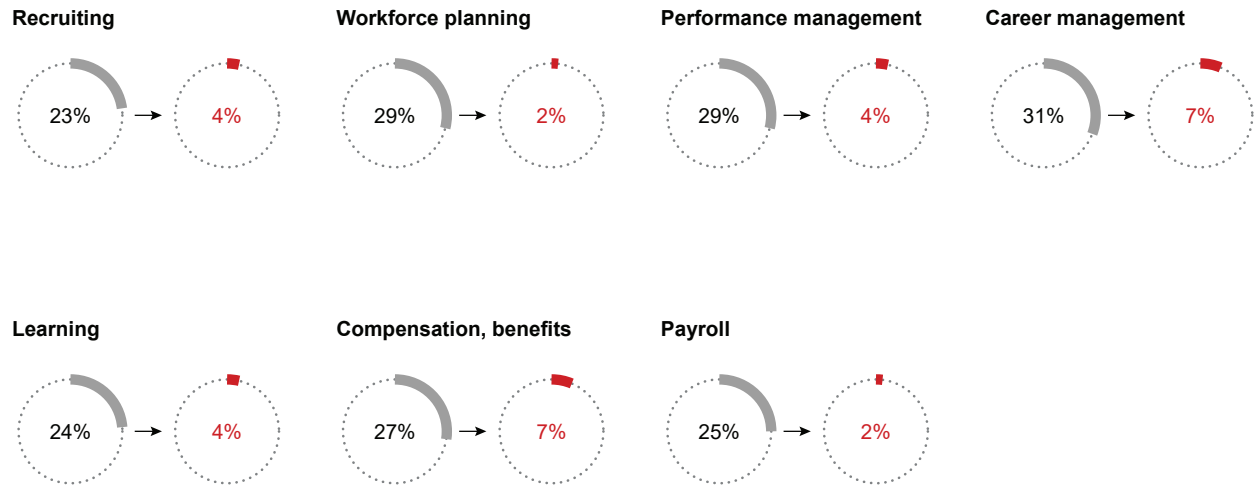 Recruiting
Workforce planning
Performance management
Career management
23%
4%
29%
2%
29%
4%
31%
7%
Learning
Compensation, benefits
Payroll
24%
4%
27%
7%
25%
2%